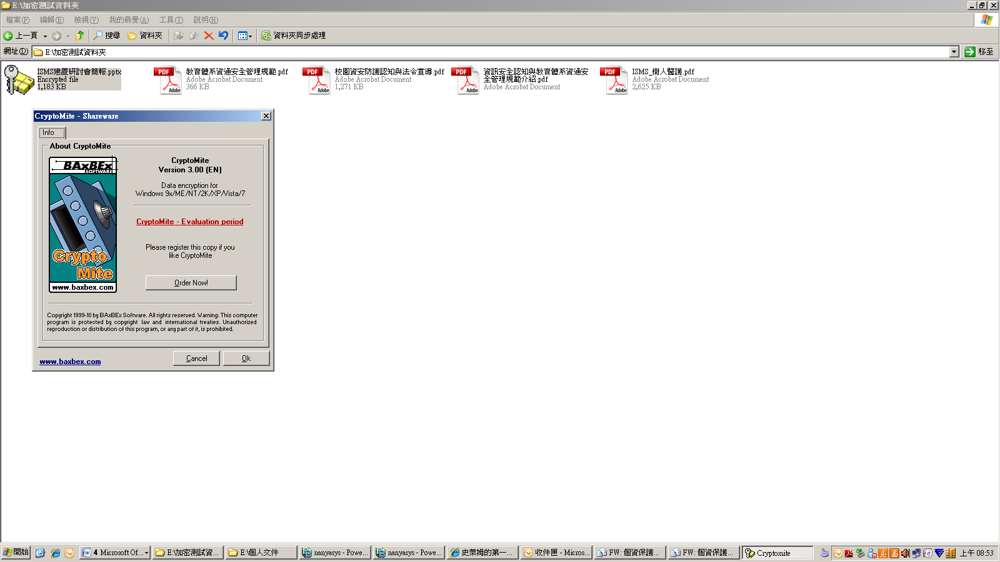 E:\加密測試資料夾
檔案(F) 編輯(E) 檢視(V) 我的最愛(A) 工具(T) 說明(H)
上一頁 搜尋 資料夾 資料夾同步處理
網址(D) E:\加密測試資料夾 移至
ISMS建置研討會簡報.pptx
Encrypted file
1,183 KB
教育體系資通安全管理規範.pdf
Adobe Acrobat Document
366 KB
校園資安防護認知與法令宣導.pdf
Adobe Acrobat Document
1,271 KB
資訊安全認知與教育體系資通安
全管理規範介紹.pdf
Adobe Acrobat Document
ISMS_樹人醫護.pdf
Adobe Acrobat Document
2,625 KB
PDF Adobe
PDF Adobe
PDF Adobe
PDF Adobe
CryptoMite - Shareware
Info
About CryptoMite
BAxBEx
SOFTWARE
Crypto
Mite
www.baxbex.com
CryptoMite
Version 3.00 (EN)
Data encryption for
Windows 9x/ME/NT/2K/XP/Vista/7
CryptoMite - Evaluation period
Please register this copy if you
like CryptoMite
Order Now!
Copyright 1999-10 by BAxBEx Software. All rights reserved. Warning: This computer
program is protected by copyright law and international treaties. Unauthorized
reproduction or distribution of this program, or any part of it, is prohibited.
www.baxbex.com
Cancel Ok
開始 4 Microsoft Of... E:\加密測試資... E:\個人文件 nanyasys - Powe... nanyasys - Powe... 史萊姆的第一... 收件匣 - Micros... FW: 個資保護... FW: 個資保護... Cryptomite 上午 08:53